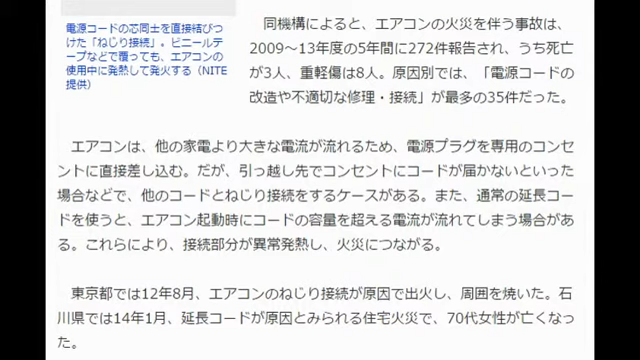 電源コードの芯同士を直接結びつ
けた「ねじり接続」。ビニールテー
プなどで覆っても、エアコンの
使用中に発熱して発火する（NITE
提供）
同機構によると、エアコンの火災を伴う事故は、
2009～13年度の5年間に272件報告され、うち死亡
が3人、重軽傷は8人。原因別では、「電源コードの
改造や不適切な修理・接続」が最多の35件だった。
エアコンは、他の家電より大きな電流が流れるため、電源プラグを専用のコンセ
ントに直接差し込む。だが、引っ越し先でコンセントにコードが届かないといった
場合などで、他のコードとねじり接続をするケースがある。また、通常の延長コー
ドを使うと、エアコン起動時にコードの容量を超える電流が流れてしまう場合があ
る。これらにより、接続部分が異常発熱し、火災につながる。
東京都では12年8月、エアコンのねじり接続が原因で出火し、周囲を焼いた。石
川県では14年1月、延長コードが原因とみられる住宅火災で、70代女性が亡くなっ
た。